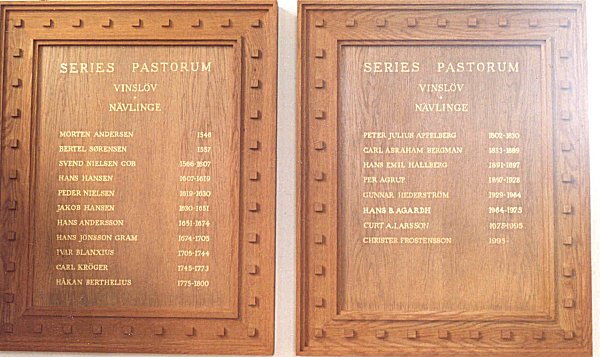 SERIES PASTORUM
VINSLÖV
+
NÄVLINGE
MORTEN ANDERSEN 1546
BERTEL SØRENSEN 1557
SVEND NIELSEN COB 1566-1607
HANS HANSEN 1607-1619
PEDER NIELSEN 1619-1630
JAKOB HANSEN 1630-1651
HANS ANDERSSON 1651-1674
HANS JÖNSSON GRAM 1674-1705
IVAR BLANXIUS 1705-1744
CARL KRÖGER 1745-1773
HÅKAN BERTHELIUS 1775-1800
SERIES PASTORUM
VINSLÖV
+
NÄVLINGE
PETER JULIUS APPELBERG 1802-1830
CARL ABRAHAM BERGMAN 1833-1889
HANS EMIL HALLBERG 1891-1897
PER AGRUP 1897-1928
GUNNAR HEDERSTRÖM 1929-1964
HANS B. AGARDH 1964-1975
CURT A. LARSSON 1975-1995
CHRISTER FROSTENSSON 1995-